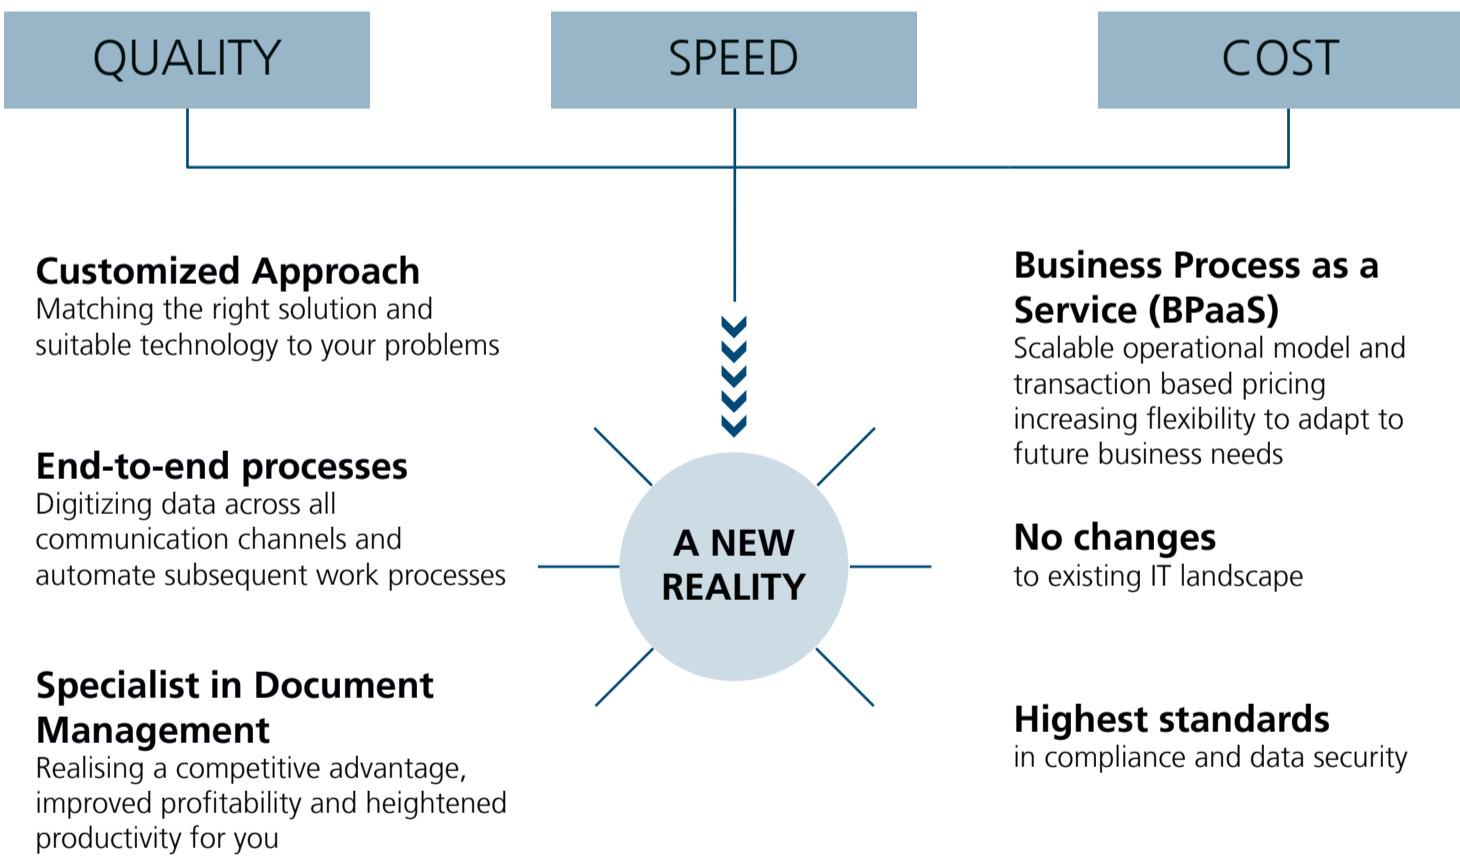 QUALITY
SPEED
COST
Customized Approach
Matching the right solution and
suitable technology to your problems
End-to-end processes
Digitizing data across all
communication channels and
automate subsequent work processes
Specialist in Document
Management
Realising a competitive advantage,
improved profitability and heightened
productivity for you
A NEW
REALITY
Business Process as a
Service (BPaaS)
Scalable operational model and
transaction based pricing
increasing flexibility to adapt to
future business needs
No changes
to existing IT landscape
Highest standards
in compliance and data security